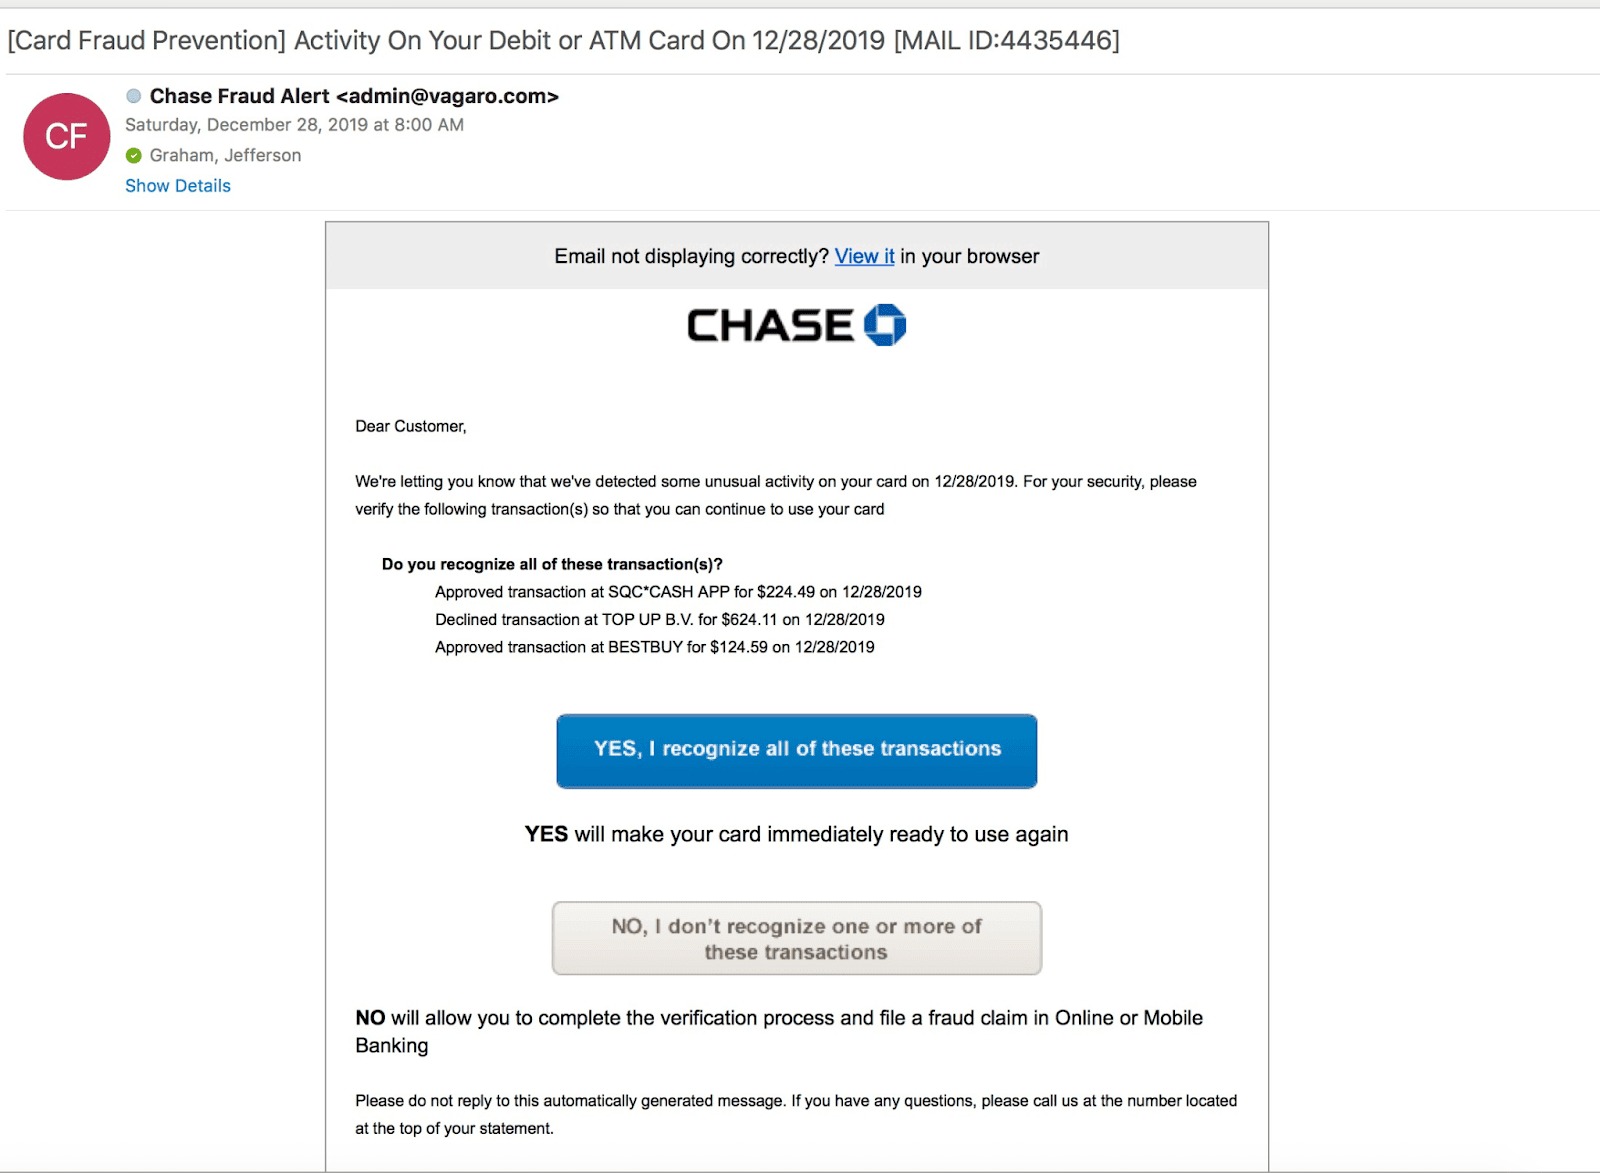 [Card Fraud Prevention] Activity On Your Debit or ATM Card On 12/28/2019 [MAIL ID:4435446]
CF
Chase Fraud Alert <admin@vagaro.com>
Saturday, December 28, 2019 at 8:00 AM
Graham, Jefferson
Show Details
Email not displaying correctly? View it in your browser
CHASE
Dear Customer,
We're letting you know that we've detected some unusual activity on your card on 12/28/2019. For your security, please
verify the following transaction(s) so that you can continue to use your card
Do you recognize all of these transaction(s)?
Approved transaction at SQC*CASH APP for $224.49 on 12/28/2019
Declined transaction at TOP UP B.V. for $624.11 on 12/28/2019
Approved transaction at BESTBUY for $124.59 on 12/28/2019
YES, I recognize all of these transactions
YES will make your card immediately ready to use again
NO, I don't recognize one or more of
these transactions
NO will allow you to complete the verification process and file a fraud claim in Online or Mobile
Banking
Please do not reply to this automatically generated message. If you have any questions, please call us at the number located
at the top of your statement.